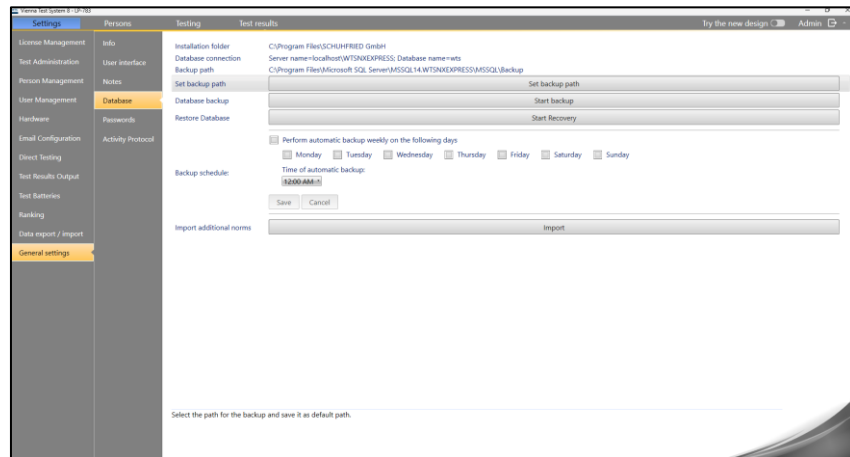 Vienna Test System 8 - LP-783
Settings Persons Testing Test results Try the new design Admin
License Management
Test Administration
Person Management
User Management
Hardware
Email Configuration
Direct Testing
Test Results Output
Test Batteries
Ranking
Data export / import
General settings
Info
User interface
Notes
Database
Passwords
Activity Protocol
Installation folder C:\Program Files\SCHUHFRIED GmbH
Database connection Server name=localhost\WTSNXEXPRESS; Database name=wts
Backup path C:\Program Files\Microsoft SQL Server\MSSQL14.WTSNXEXPRESS\MSSQL\Backup
Set backup path Set backup path
Database backup Start backup
Restore Database Start Recovery
Perform automatic backup weekly on the following days
Monday Tuesday Wednesday Thursday Friday Saturday Sunday
Backup schedule: Time of automatic backup:
12:00 AM
Save Cancel
Import additional norms Import
Select the path for the backup and save it as default path.